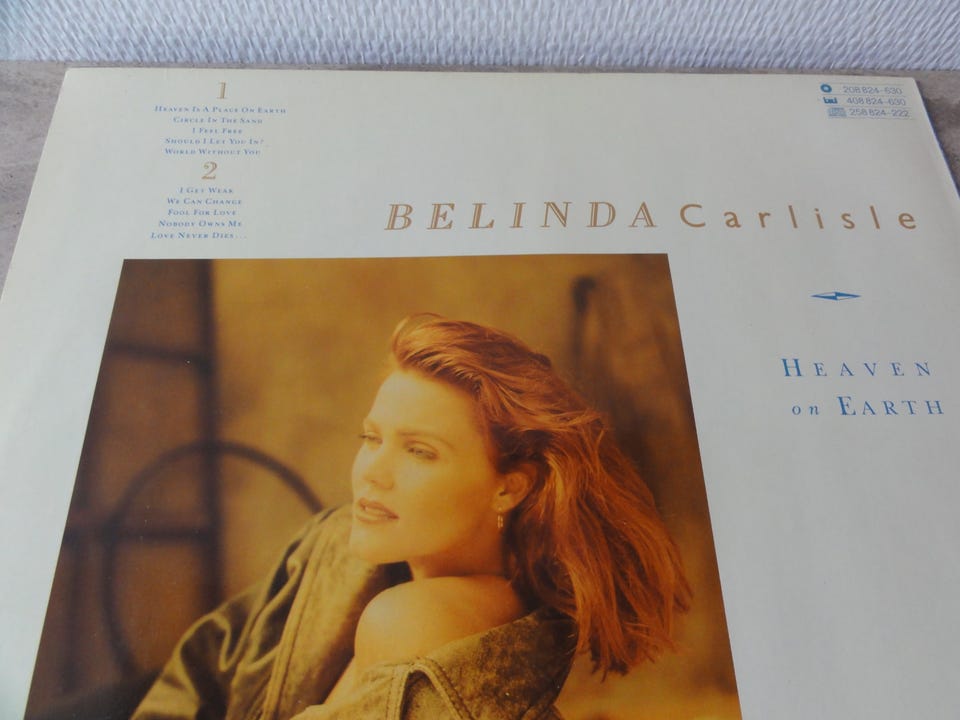 1
HEAVEN IS A PLACE ON EARTH
CIRCLE IN THE SAND
I FEEL FREE
SHOULD I LET YOU IN?
WORLD WITHOUT YOU
2
I GET WEAK
WE CAN CHANGE
FOOL FOR LOVE
NOBODY OWNS ME
LOVE NEVER DIES...
208 824-630
408 824-630
258 824-222
BELINDA Carlisle
HEAVEN
on EARTH